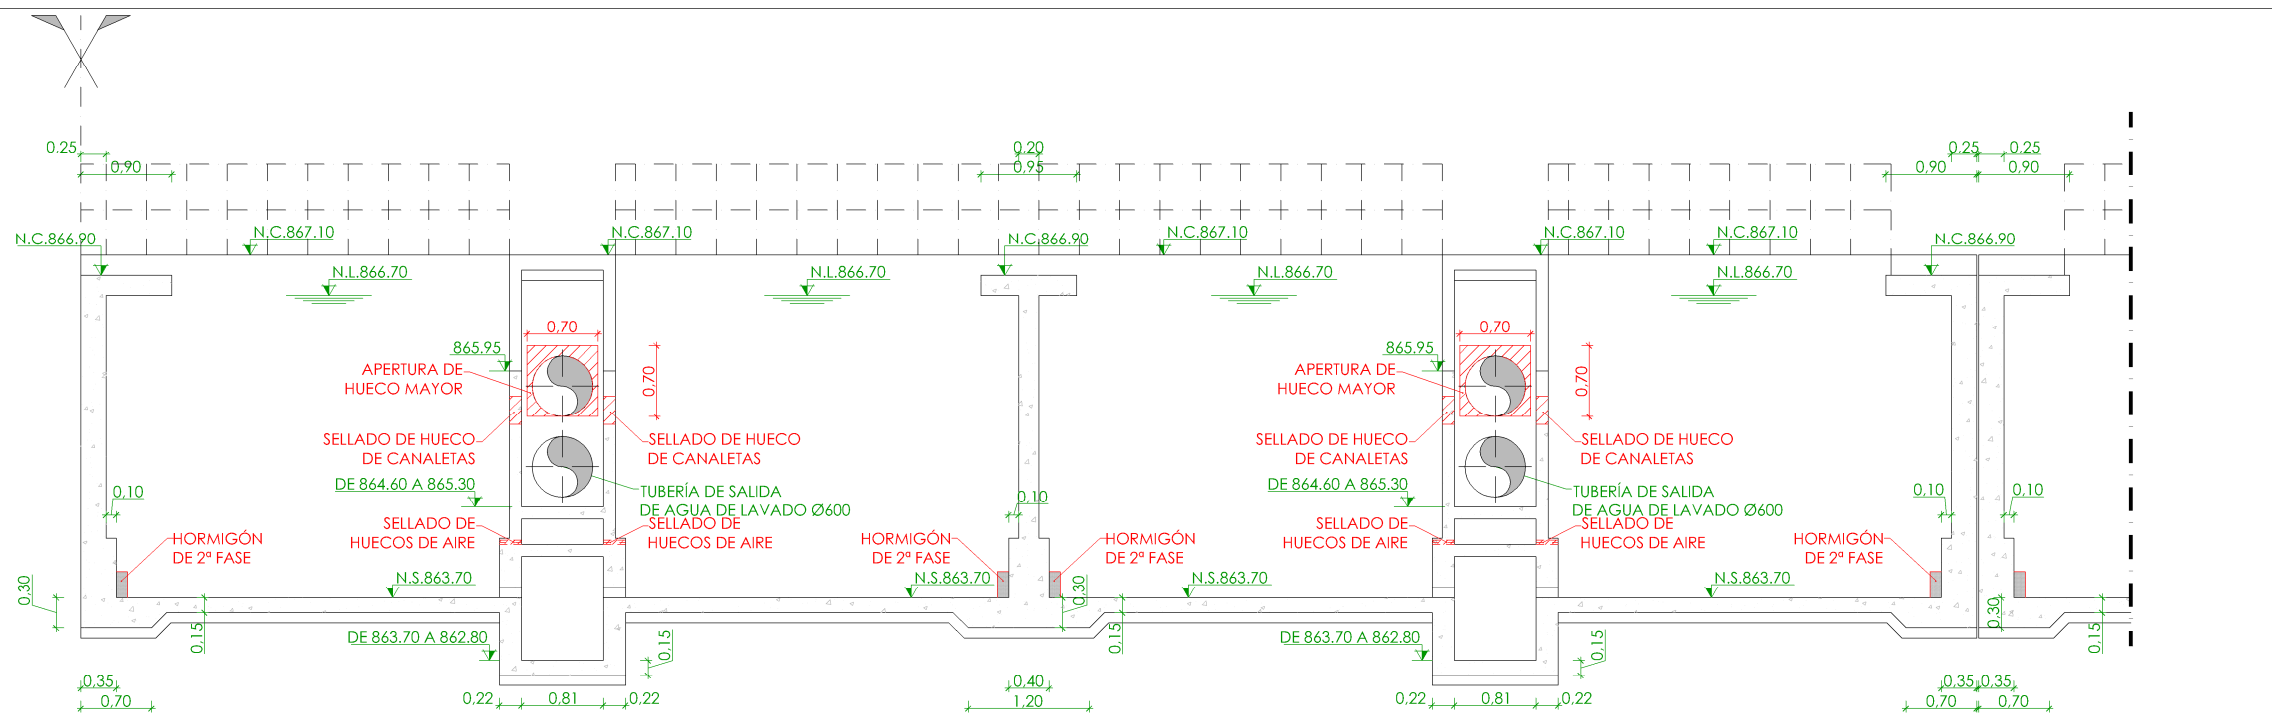 0,25
0,90
0,20
0,95
0,25
0,25
0,90
0,90
N.C.866.90
N.C.867.10
N.C.867.10
N.C.866.90
N.C.867.10
N.C.867.10
N.C.867.10
N.C.866.90
N.L.866.70
N.L.866.70
N.L.866.70
N.L.866.70
0,70
0,70
865.95
865.95
APERTURA DE
HUECO MAYOR
0,70
APERTURA DE
HUECO MAYOR
0,70
SELLADO DE HUECO
DE CANALETAS
SELLADO DE HUECO
DE CANALETAS
SELLADO DE HUECO
DE CANALETAS
SELLADO DE HUECO
DE CANALETAS
DE 864.60 A 865.30
DE 864.60 A 865.30
0,10
TUBERÍA DE SALIDA
DE AGUA DE LAVADO Ø600
0,10
TUBERÍA DE SALIDA
DE AGUA DE LAVADO Ø600
0,10
0,10
SELLADO DE
HUECOS DE AIRE
SELLADO DE
HUECOS DE AIRE
SELLADO DE
HUECOS DE AIRE
SELLADO DE
HUECOS DE AIRE
HORMIGÓN
DE 2ª FASE
HORMIGÓN
DE 2ª FASE
HORMIGÓN
DE 2ª FASE
HORMIGÓN
DE 2ª FASE
N.S.863.70
N.S.863.70
N.S.863.70
N.S.863.70
0,30
0,30
0,30
0,15
0,15
0,15
DE 863.70 A 862.80
DE 863.70 A 862.80
0,15
0,15
0,35
0,70
0,22
0,81
0,22
0,40
1,20
0,22
0,81
0,22
0,35
0,35
0,70
0,70